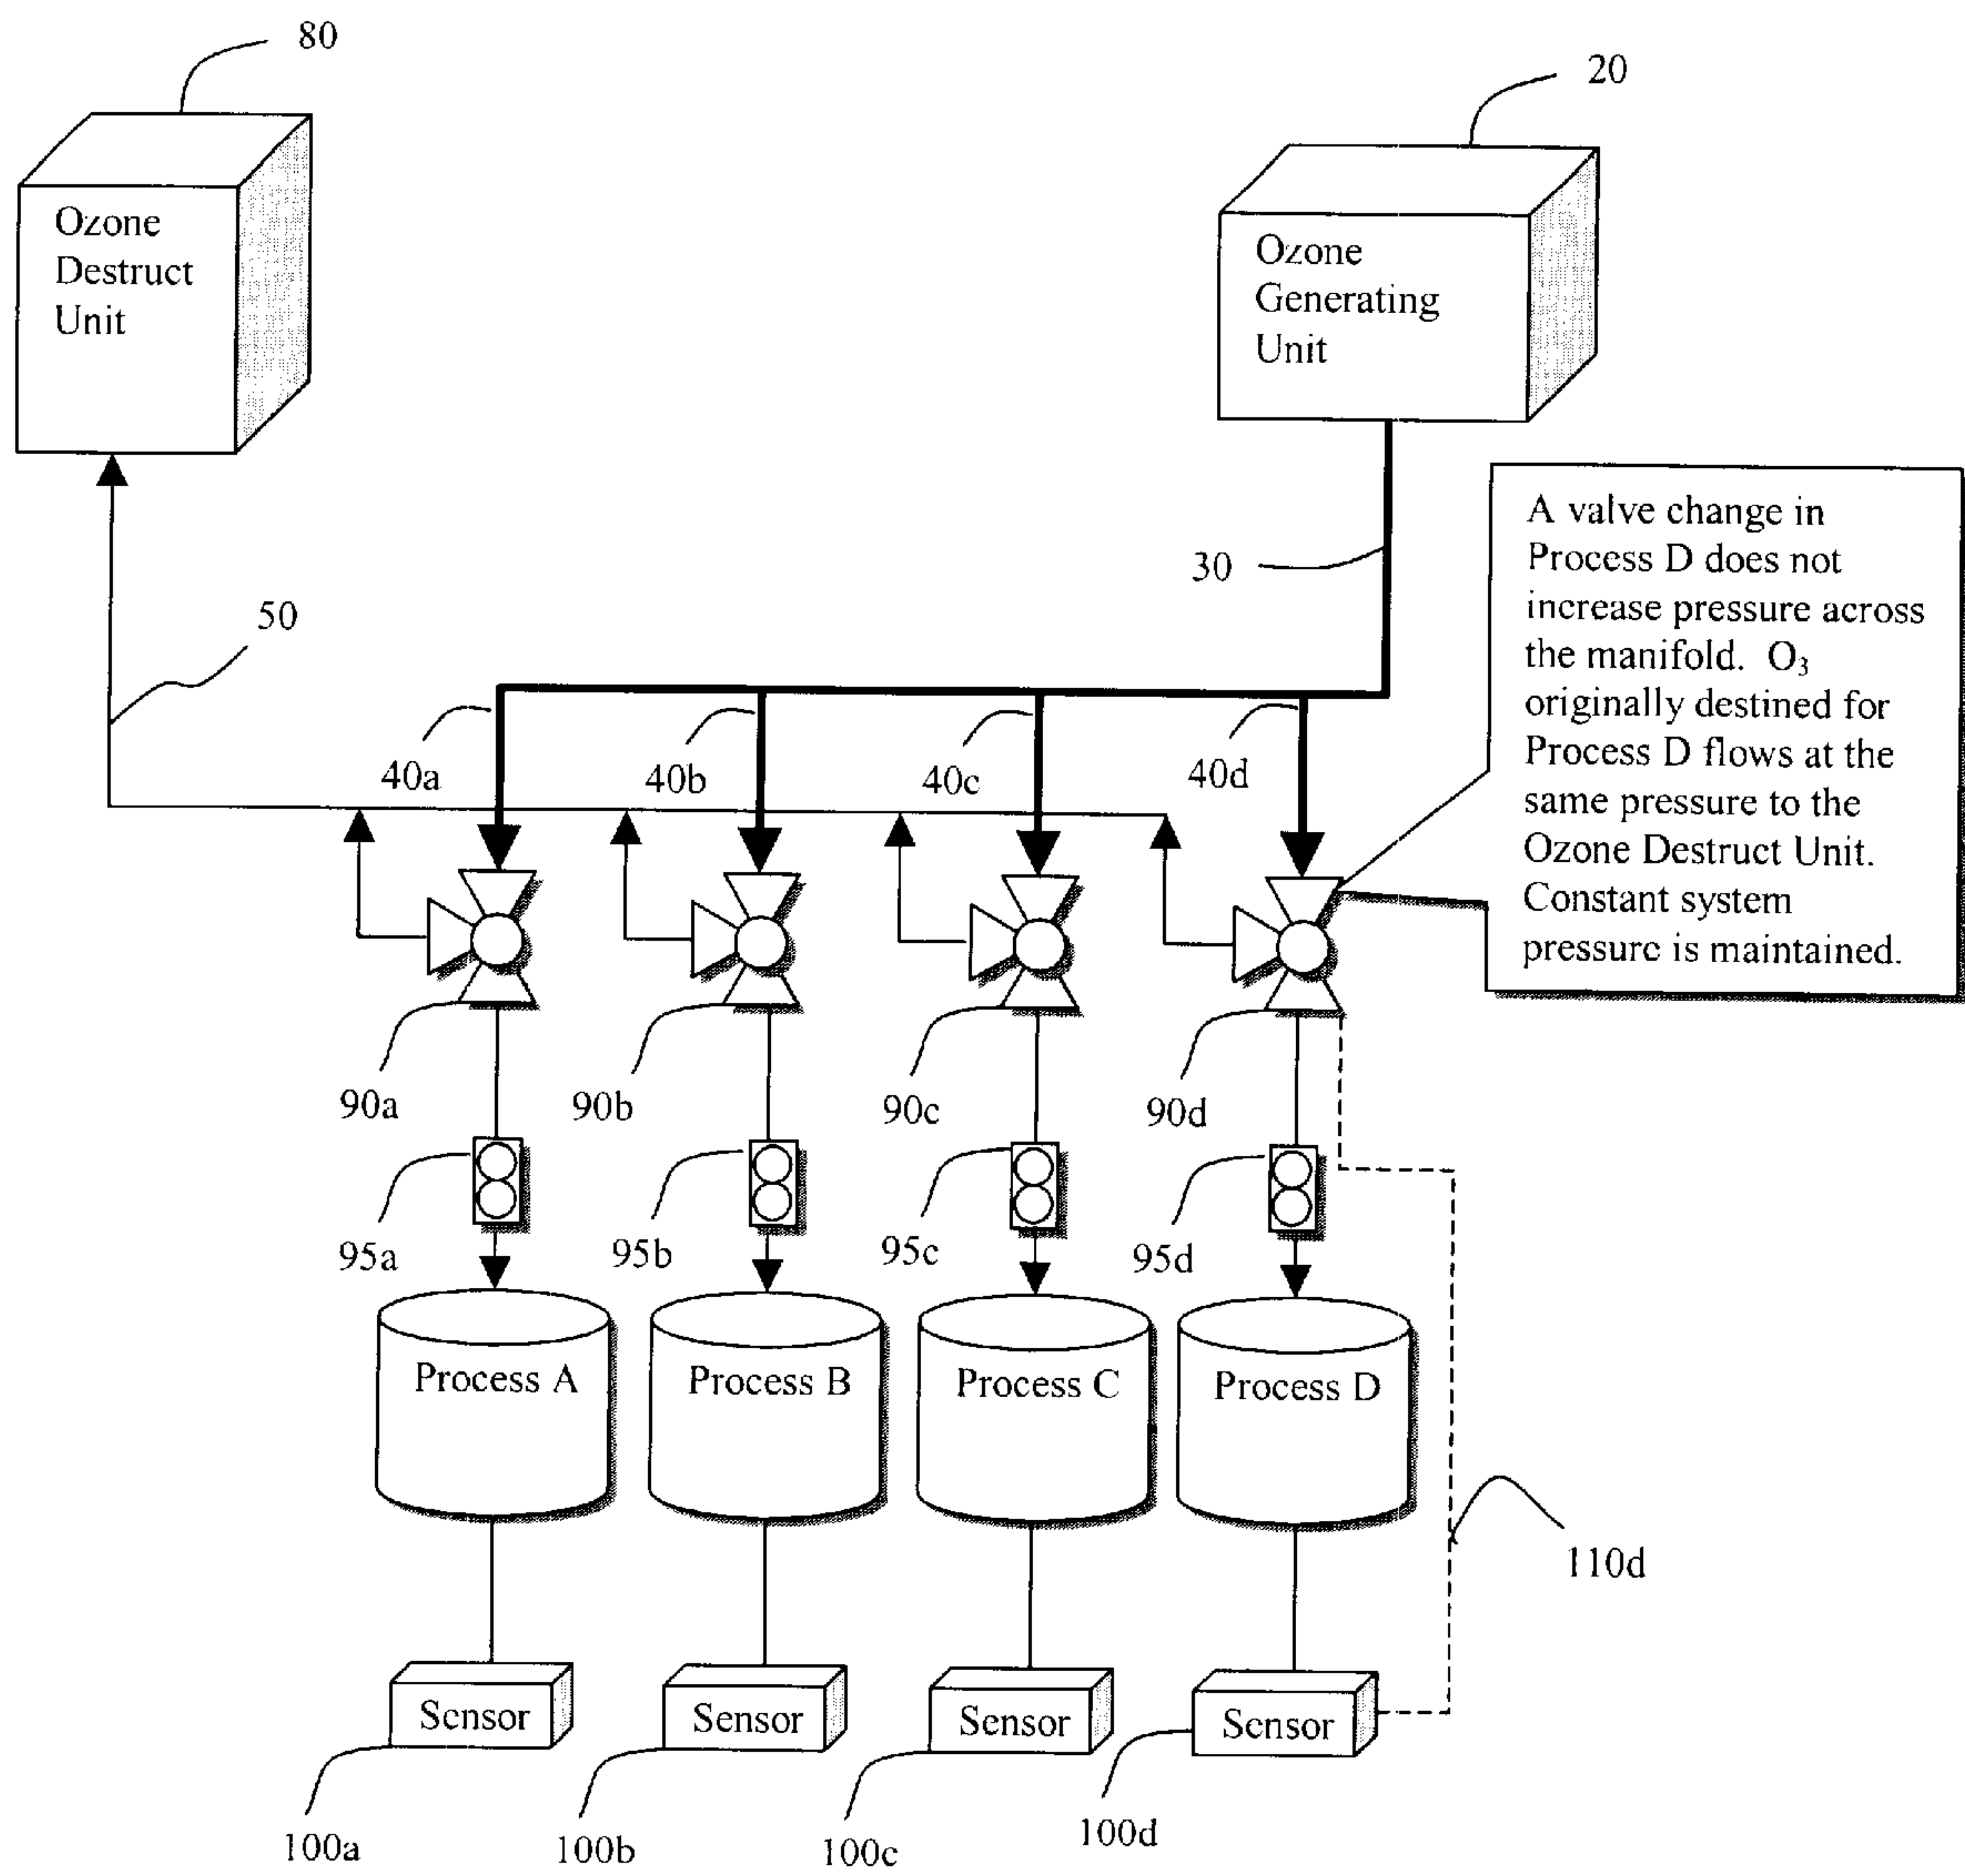 80
20
Ozone
Destruct
Unit
Ozone
Generating
Unit
A valve change in
Process D does not
increase pressure across
the manifold. O₃
originally destined for
Process D flows at the
same pressure to the
Ozone Destruct Unit.
Constant system
pressure is maintained.
30
50
40a
40b
40c
40d
90a
90b
90c
90d
95a
95b
95c
95d
Process A
Process B
Process C
Process D
110d
Sensor
Sensor
Sensor
Sensor
100a
100b
100c
100d